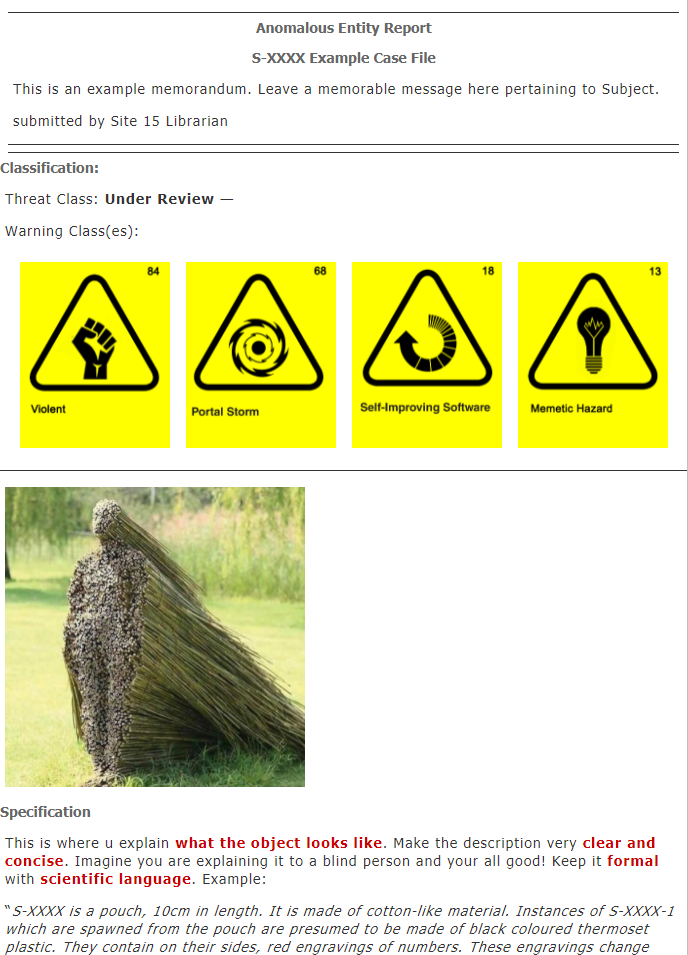 Anomalous Entity Report
S-XXXX Example Case File
This is an example memorandum. Leave a memorable message here pertaining to Subject.
submitted by Site 15 Librarian
Classification:
Threat Class: Under Review —
Warning Class(es):
84
Violent
68
Portal Storm
18
Self-Improving Software
13
Memetic Hazard
Specification
This is where u explain what the object looks like. Make the description very clear and
concise. Imagine you are explaining it to a blind person and your all good! Keep it formal
with scientific language. Example:
“S-XXXX is a pouch, 10cm in length. It is made of cotton-like material. Instances of S-XXXX-1
which are spawned from the pouch are presumed to be made of black coloured thermoset
plastic. They contain on their sides, red engravings of numbers. These engravings change